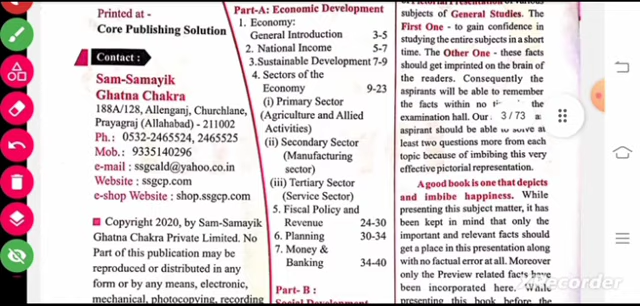 Printed at -
Core Publishing Solution
Contact :
Sam-Samayik
Ghatna Chakra
188A/128, Allenganj, Churchlane,
Prayagraj (Allahabad) - 211002
Ph.: 0532-2465524, 2465525
Mob.: 9335140296
e-mail : ssgcald@yahoo.co.in
Website : ssgcp.com
e-shop Website : shop.ssgcp.com
Copyright 2020, by Sam-Samayik
Ghatna Chakra Private Limited. No
Part of this publication may be
reproduced or distributed in any
form or by any means, electronic,
mechanical, photocopying, recording
Part-A: Economic Development
1. Economy:
General Introduction 3-5
2. National Income 5-7
3.Sustainable Development 7-9
4. Sectors of the
Economy 9-23
(i) Primary Sector
(Agriculture and Allied
Activities)
(ii) Secondary Sector
(Manufacturing
sector)
(iii) Tertiary Sector
(Service Sector)
5. Fiscal Policy and
Revenue 24-30
6. Planning 30-34
7. Money &
Banking 34-40
Part- B :
Social Development
subjects of General Studies. The
First One - to gain confidence in
studying the entire subjects in a short
time. The Other One - these facts
should get imprinted on the brain of
the readers. Consequently the
aspirants will be able to remember
the facts within no the
examination hall. Our 3 / 73
aspirant should be able to solve at
least two questions more from each
topic because of imbibing this very
effective pictorial representation.
A good book is one that depicts
and imbibe happiness. While
presenting this subject matter, it has
been kept in mind that only the
important and relevant facts should
get a place in this presentation along
with no factual error at all. Moreover
only the Preview related facts have
been incorporated here. While
presenting this book before the
Recorder